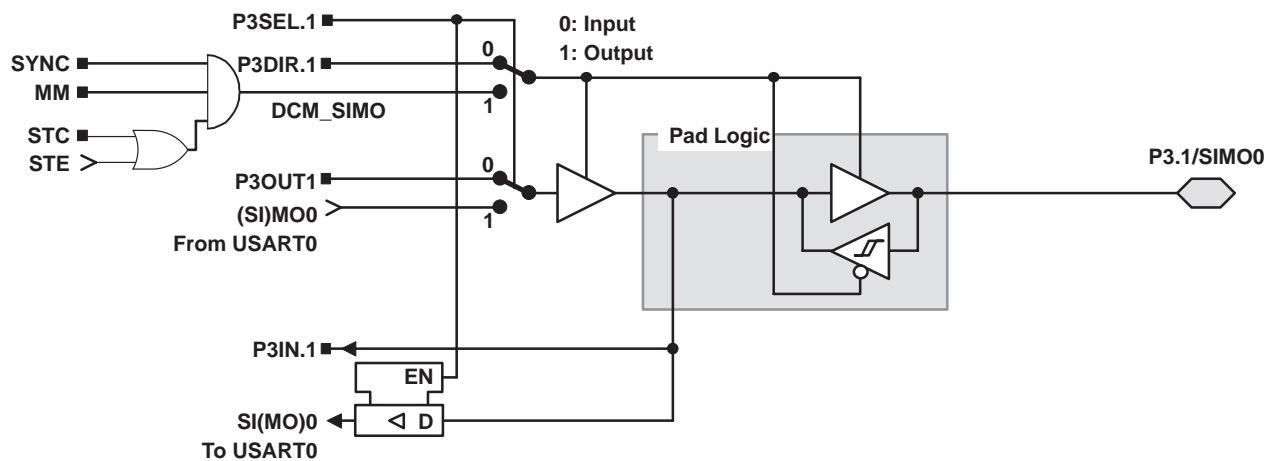 P3SEL.1
0: Input
1: Output
SYNC
P3DIR.1
0
MM
1
DCM_SIMO
STC
STE
Pad Logic
P3.1/SIMO0
P3OUT1
0
(SI)MO0
1
From USART0
P3IN.1
EN
SI(MO)0
D
To USART0